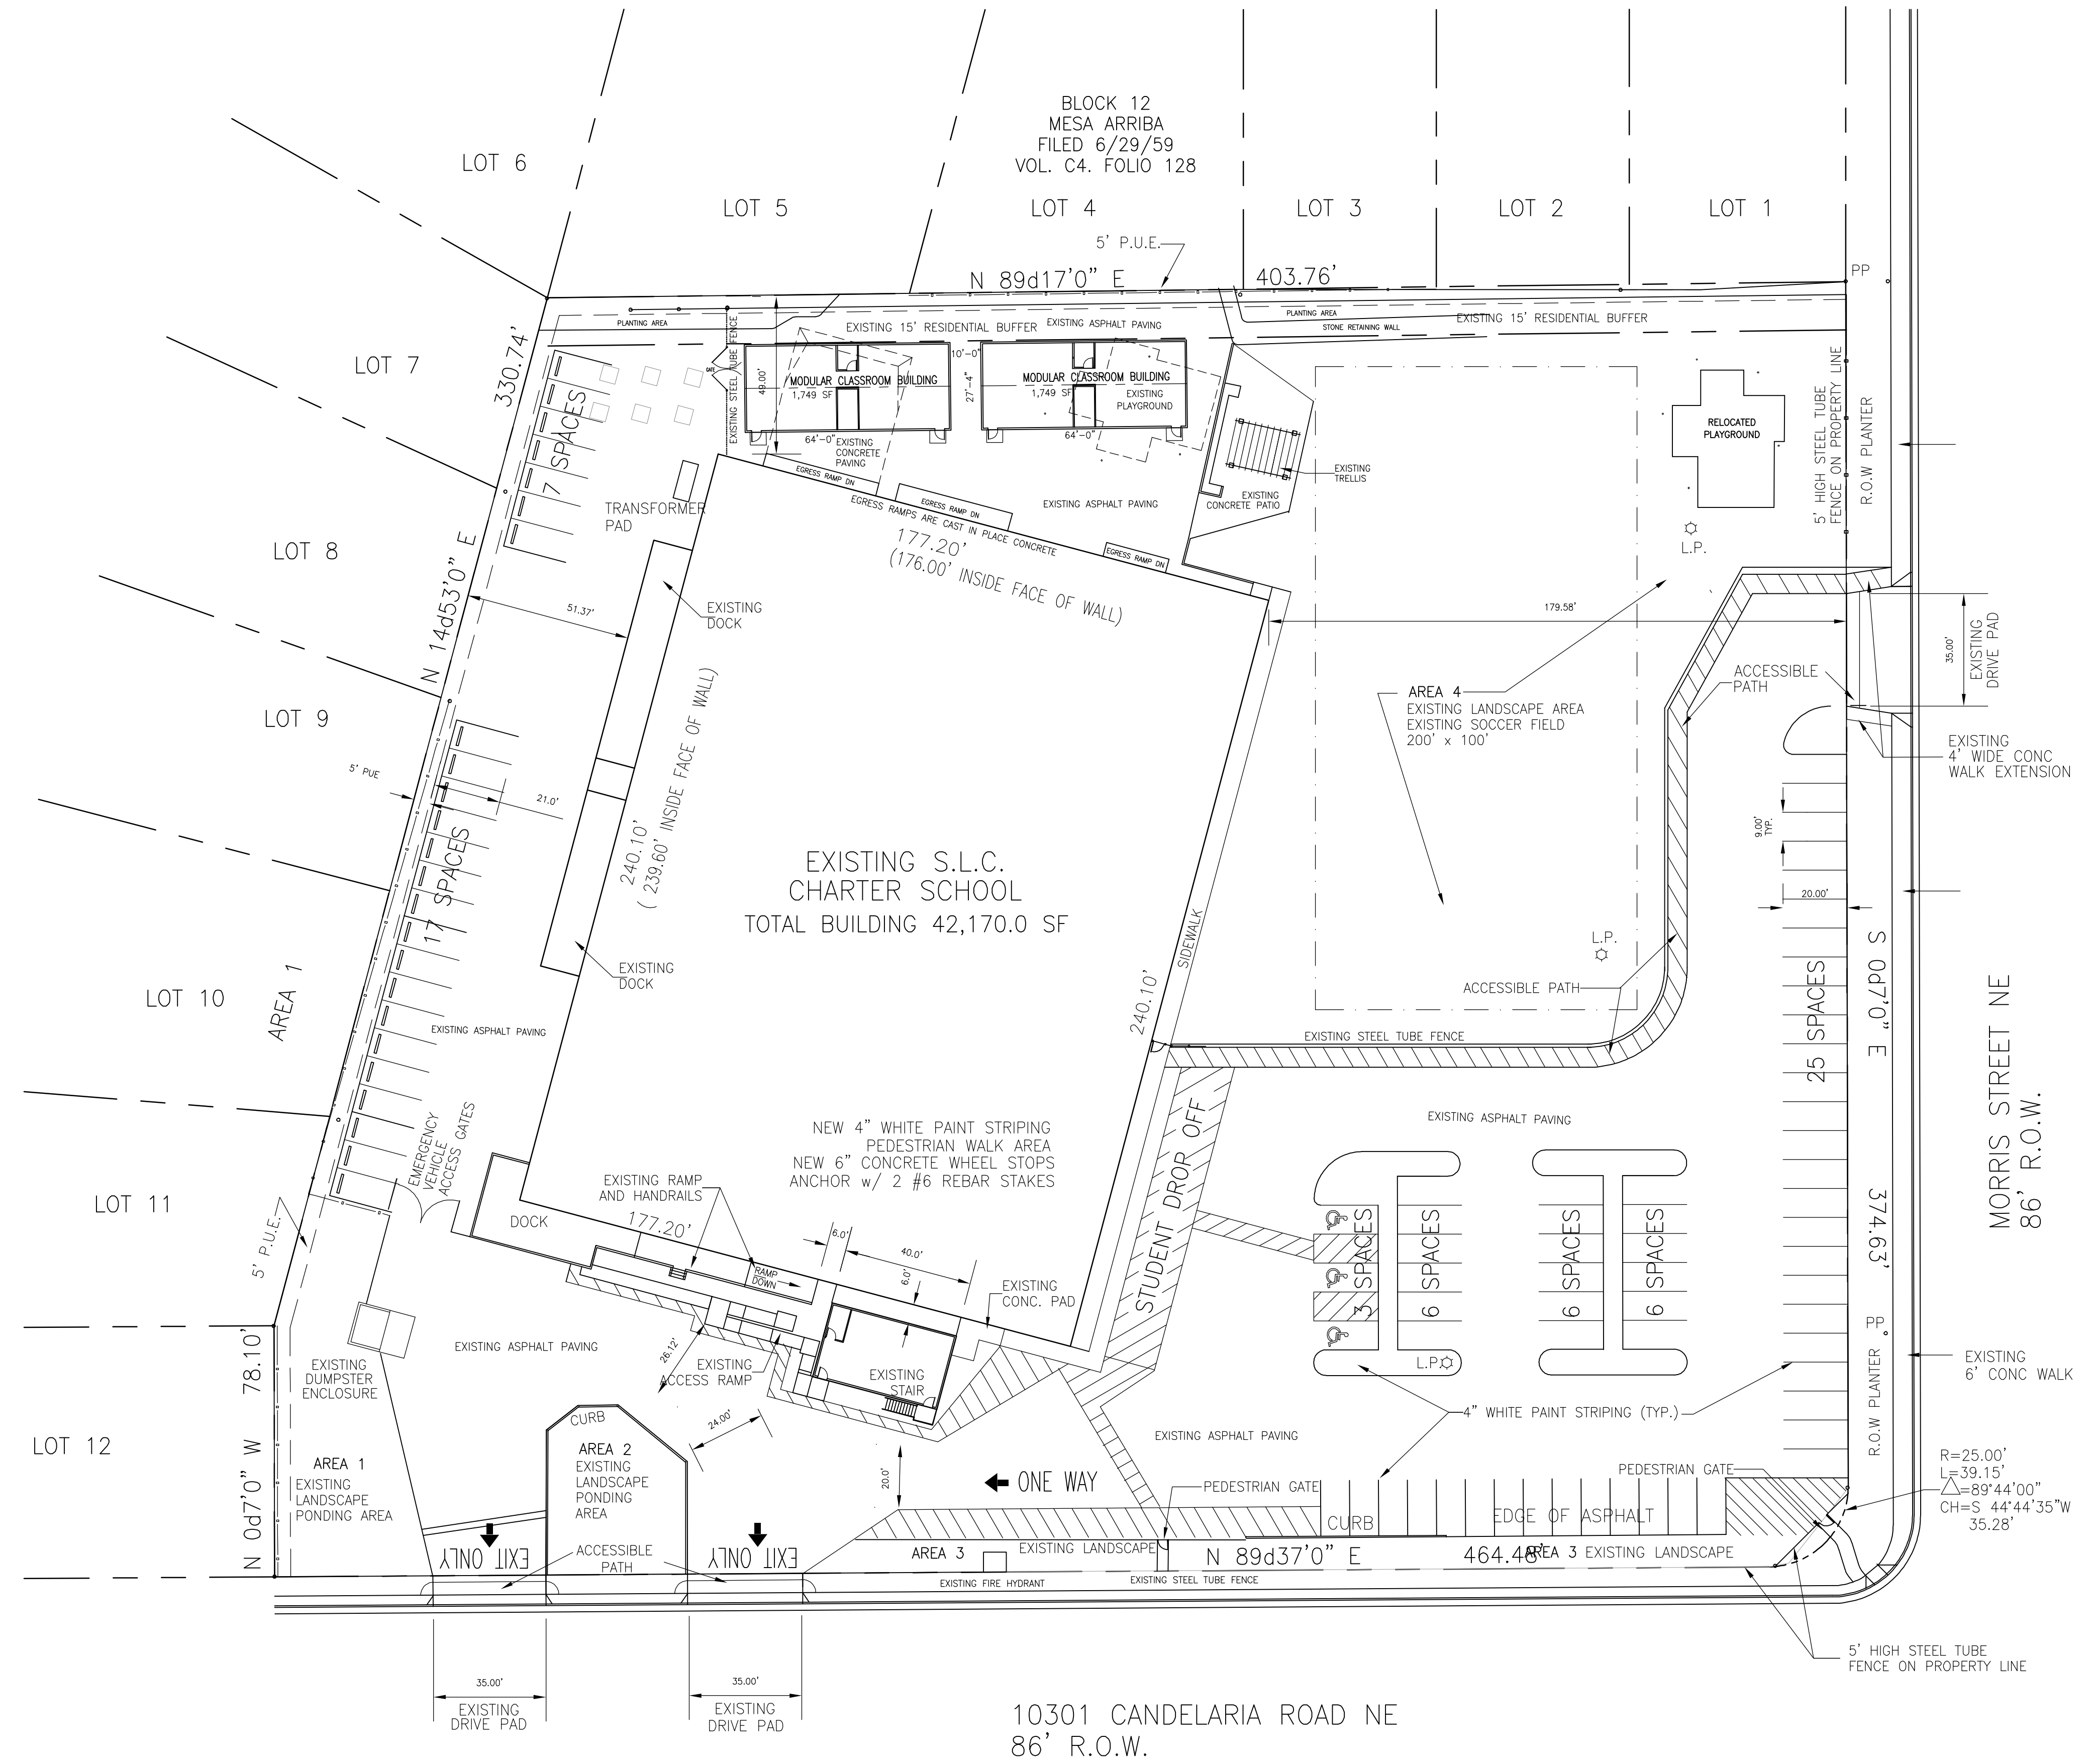 BLOCK 12
MESA ARRIBA
FILED 6/29/59
VOL. C4. FOLIO 128
LOT 6
LOT 5
LOT 4
LOT 3
LOT 2
LOT 1
5' P.U.E.
N 89d17'0" E
403.76'
PP
LOT 7
330.74'
PLANTING AREA
EXISTING 15' RESIDENTIAL BUFFER
EXISTING ASPHALT PAVING
PLANTING AREA
STONE RETAINING WALL
EXISTING 15' RESIDENTIAL BUFFER
EXISTING STEEL TUBE FENCE
GATE
49.00'
MODULAR CLASSROOM BUILDING
1,749 SF
64'-0"
EXISTING
CONCRETE
PAVING
10'-0"
27'-4"
MODULAR CLASSROOM BUILDING
1,749 SF
EXISTING
PLAYGROUND
64'-0"
RELOCATED
PLAYGROUND
5' HIGH STEEL TUBE
FENCE ON PROPERTY LINE
R.O.W PLANTER
7 SPACES
TRANSFORMER
PAD
EGRESS RAMP DN
EGRESS RAMP DN
EGRESS RAMP DN
EGRESS RAMPS ARE CAST IN PLACE CONCRETE
177.20'
(176.00' INSIDE FACE OF WALL)
EXISTING ASPHALT PAVING
EXISTING
TRELLIS
EXISTING
CONCRETE PATIO
L.P.
LOT 8
N 14d53'0" E
51.37'
EXISTING
DOCK
179.58'
35.00'
EXISTING
DRIVE PAD
LOT 9
240.10'
( 239.60' INSIDE FACE OF WALL)
AREA 4
EXISTING LANDSCAPE AREA
EXISTING SOCCER FIELD
200' x 100'
ACCESSIBLE
PATH
EXISTING
4' WIDE CONC
WALK EXTENSION
5' PUE
21.0'
17 SPACES
9.00'
TYP.
20.00'
EXISTING S.L.C.
CHARTER SCHOOL
TOTAL BUILDING 42,170.0 SF
SIDEWALK
L.P.
S 0d7'0" E
374.63'
LOT 10
AREA 1
EXISTING
DOCK
EXISTING ASPHALT PAVING
240.10'
ACCESSIBLE PATH
EXISTING STEEL TUBE FENCE
25 SPACES
MORRIS STREET NE
86' R.O.W.
LOT 11
EMERGENCY
VEHICLE
ACCESS GATES
NEW 4" WHITE PAINT STRIPING
PEDESTRIAN WALK AREA
NEW 6" CONCRETE WHEEL STOPS
ANCHOR w/ 2 #6 REBAR STAKES
EXISTING ASPHALT PAVING
STUDENT DROP OFF
5' P.U.E.
DOCK
EXISTING RAMP
AND HANDRAILS
177.20'
RAMP
DOWN
6.0'
40.0'
6.0'
EXISTING
CONC. PAD
3 SPACES
6 SPACES
6 SPACES
6 SPACES
L.P.
PP
R.O.W PLANTER
EXISTING
6' CONC WALK
78.10'
N 0d7'0" W
EXISTING
DUMPSTER
ENCLOSURE
EXISTING ASPHALT PAVING
26.12'
EXISTING
ACCESS RAMP
EXISTING
STAIR
4" WHITE PAINT STRIPING (TYP.)
LOT 12
AREA 1
EXISTING
LANDSCAPE
PONDING AREA
CURB
AREA 2
EXISTING
LANDSCAPE
PONDING
AREA
24.00'
20.0'
EXISTING ASPHALT PAVING
ONE WAY
PEDESTRIAN GATE
PEDESTRIAN GATE
R=25.00'
L=39.15'
△=89°44'00"
CH=S 44°44'35"W
35.28'
EXIT ONLY
EXIT ONLY
ACCESSIBLE
PATH
CURB
EDGE OF ASPHALT
AREA 3
EXISTING LANDSCAPE
N 89d37'0" E
464.48'
AREA 3 EXISTING LANDSCAPE
EXISTING FIRE HYDRANT
EXISTING STEEL TUBE FENCE
5' HIGH STEEL TUBE
FENCE ON PROPERTY LINE
35.00'
EXISTING
DRIVE PAD
35.00'
EXISTING
DRIVE PAD
10301 CANDELARIA ROAD NE
86' R.O.W.